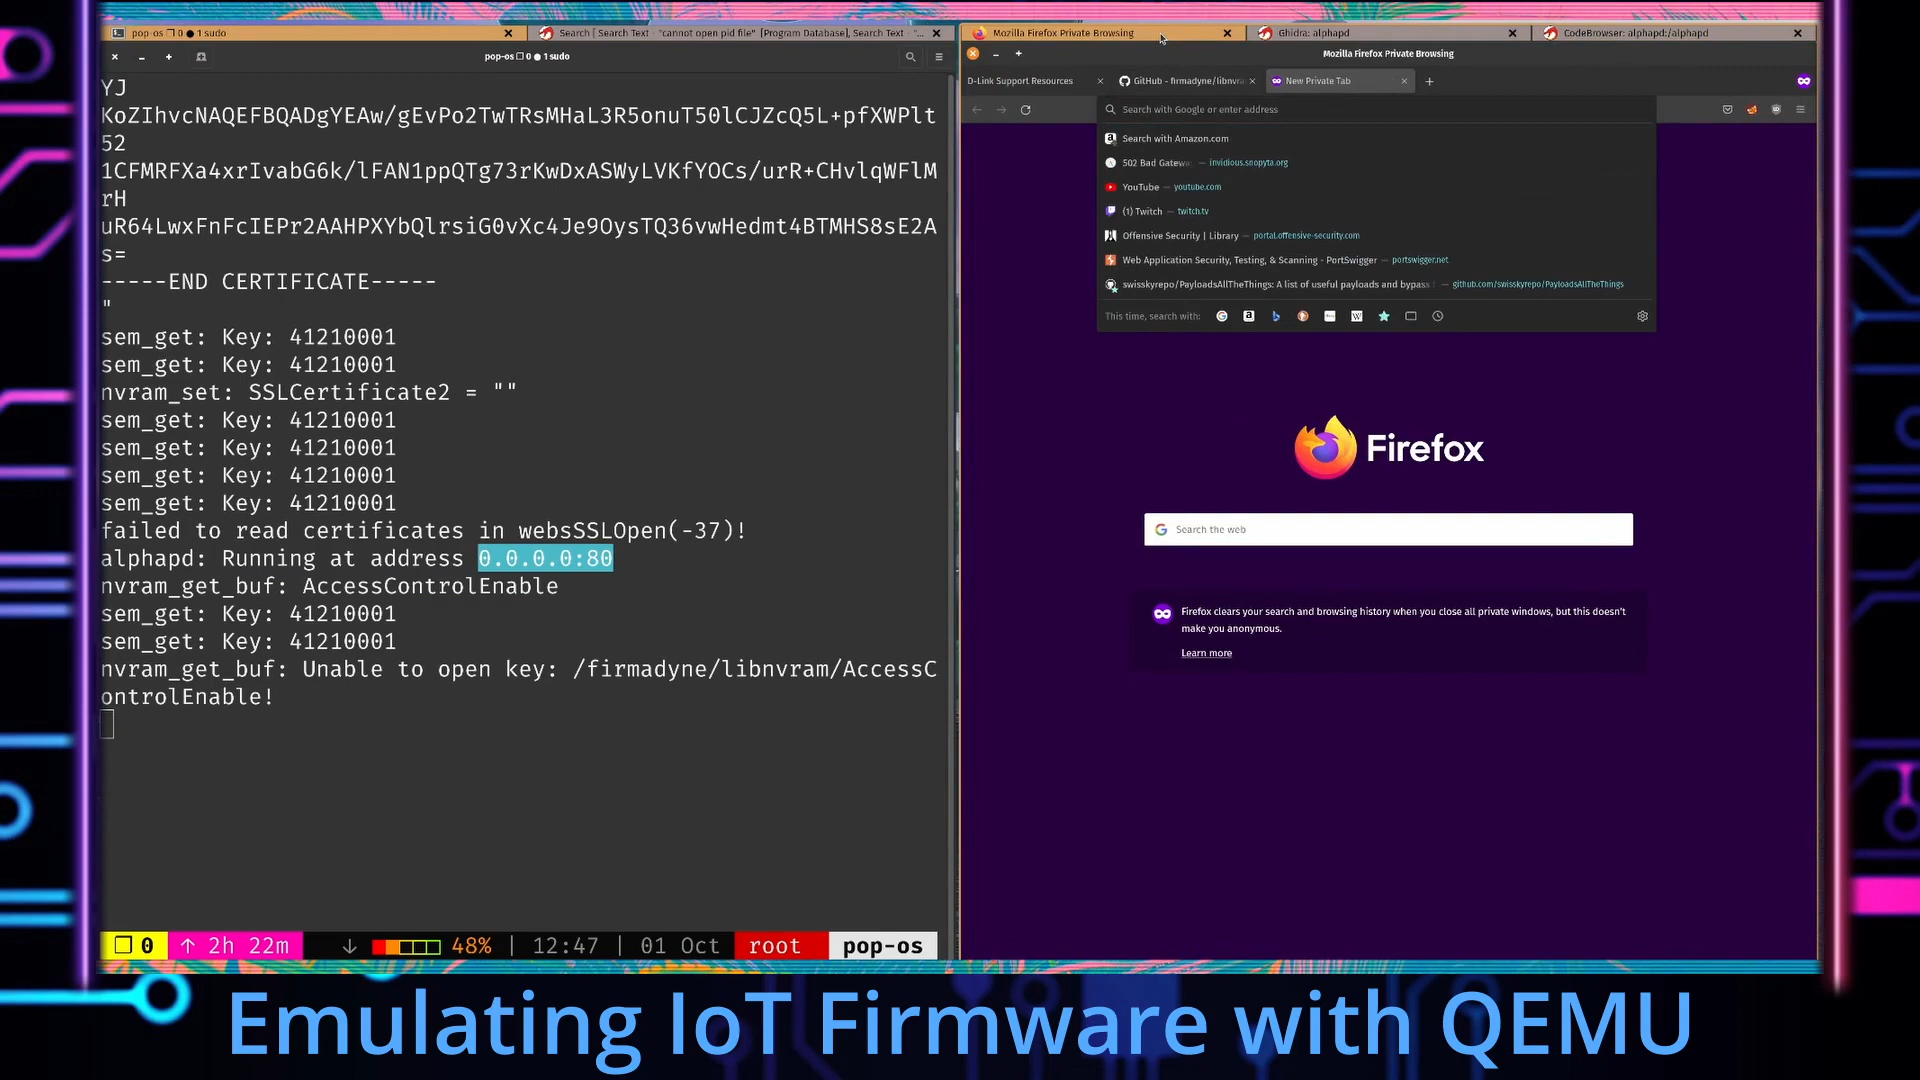 pop-os ❐ 0 ● 1 sudo
Search [ Search Text - "cannot open pid file" [Program Database], Search Text - "...
Mozilla Firefox Private Browsing
Ghidra: alphapd
CodeBrowser: alphapd:/alphapd
pop-os ❐ 0 ● 1 sudo
Mozilla Firefox Private Browsing
D-Link Support Resources
GitHub - firmadyne/libnvra
New Private Tab
YJ
KoZIhvcNAQEFBQADgYEAw/gEvPo2TwTRsMHaL3R5onuT50lCJZcQ5L+pfXWPlt
52
1CFMRFXa4xrIvabG6k/lFAN1ppQTg73rKwDxASWyLVKfYOCs/urR+CHvlqWFlM
rH
uR64LwxFnFcIEPr2AAHPXYbQlrsiG0vXc4Je9OysTQ36vwHedmt4BTMHS8sE2A
s=
-----END CERTIFICATE-----
"
sem_get: Key: 41210001
sem_get: Key: 41210001
nvram_set: SSLCertificate2 = ""
sem_get: Key: 41210001
sem_get: Key: 41210001
sem_get: Key: 41210001
sem_get: Key: 41210001
failed to read certificates in websSSLOpen(-37)!
alphapd: Running at address 0.0.0.0:80
nvram_get_buf: AccessControlEnable
sem_get: Key: 41210001
sem_get: Key: 41210001
nvram_get_buf: Unable to open key: /firmadyne/libnvram/AccessC
ontrolEnable!
❐ 0 ↑ 2h 22m ↓ 48% | 12:47 | 01 Oct root pop-os
Search with Google or enter address
Search with Amazon.com
502 Bad Gatewa — invidious.snopyta.org
YouTube — youtube.com
(1) Twitch — twitch.tv
Offensive Security | Library — portal.offensive-security.com
Web Application Security, Testing, & Scanning - PortSwigger — portswigger.net
swisskyrepo/PayloadsAllTheThings: A list of useful payloads and bypass — github.com/swisskyrepo/PayloadsAllTheThings
This time, search with:
Firefox
Search the web
Firefox clears your search and browsing history when you close all private windows, but this doesn't
make you anonymous.
Learn more
Emulating IoT Firmware with QEMU